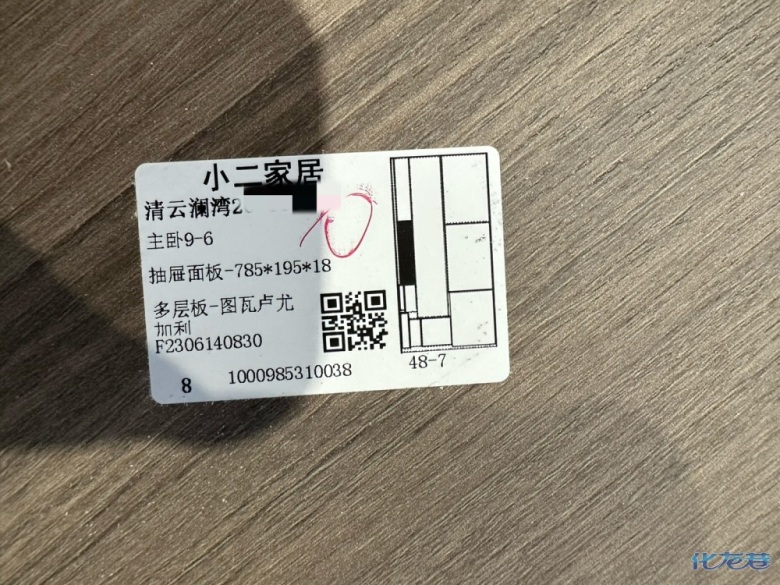 小二家居
清云澜湾2
主卧9-6
10
抽屉面板-785*195*18
多层板-图瓦卢尤
加利
F2306140830
8
1000985310038
48-7
化龙巷